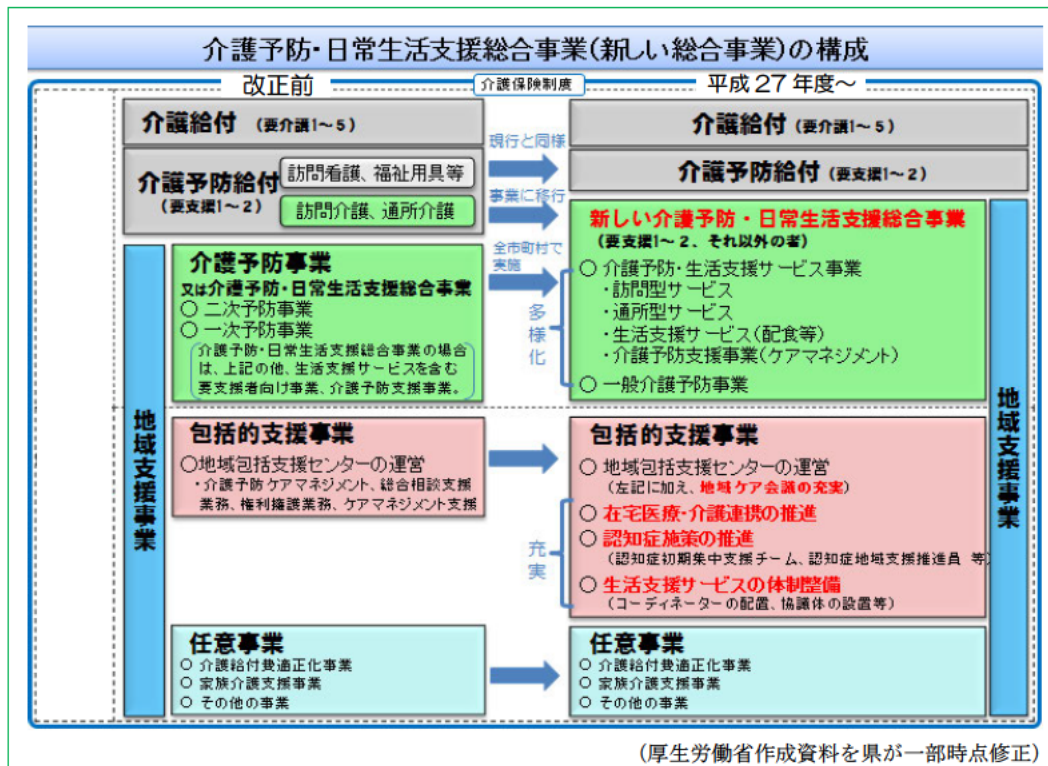 介護予防・日常生活支援総合事業(新しい総合事業)の構成
改正前
介護保険制度
平成27年度～
介護給付 (要介護1～5)
介護予防給付
(要支援1～2)
訪問看護、福祉用具等
訪問介護、通所介護
現行と同様
事業に移行
全市町村で
実施
多様化
介護給付(要介護1～5)
介護予防給付(要支援1～2)
地域支援事業
介護予防事業
又は介護予防・日常生活支援総合事業
○ 二次予防事業
○ 一次予防事業
介護予防・日常生活支援総合事業の場合
は、上記の他、生活支援サービスを含む
要支援者向け事業、介護予防支援事業。
新しい介護予防・日常生活支援総合事業
(要支援1～2、それ以外の者)
○ 介護予防・生活支援サービス事業
・訪問型サービス
・通所型サービス
・生活支援サービス(配食等)
・介護予防支援事業(ケアマネジメント)
○ 一般介護予防事業
包括的支援事業
○地域包括支援センターの運営
・介護予防ケアマネジメント、総合相談支援
業務、権利擁護業務、ケアマネジメント支援
充実
包括的支援事業
○ 地域包括支援センターの運営
(左記に加え、地域ケア会議の充実)
○ 在宅医療・介護連携の推進
○ 認知症施策の推進
(認知症初期集中支援チーム、認知症地域支援推進員 等)
○ 生活支援サービスの体制整備
(コーディネーターの配置、協議体の設置等)
地域支援事業
任意事業
○ 介護給付費適正化事業
○ 家族介護支援事業
○ その他の事業
任意事業
○ 介護給付費適正化事業
○ 家族介護支援事業
○ その他の事業
(厚生労働省作成資料を県が一部時点修正)